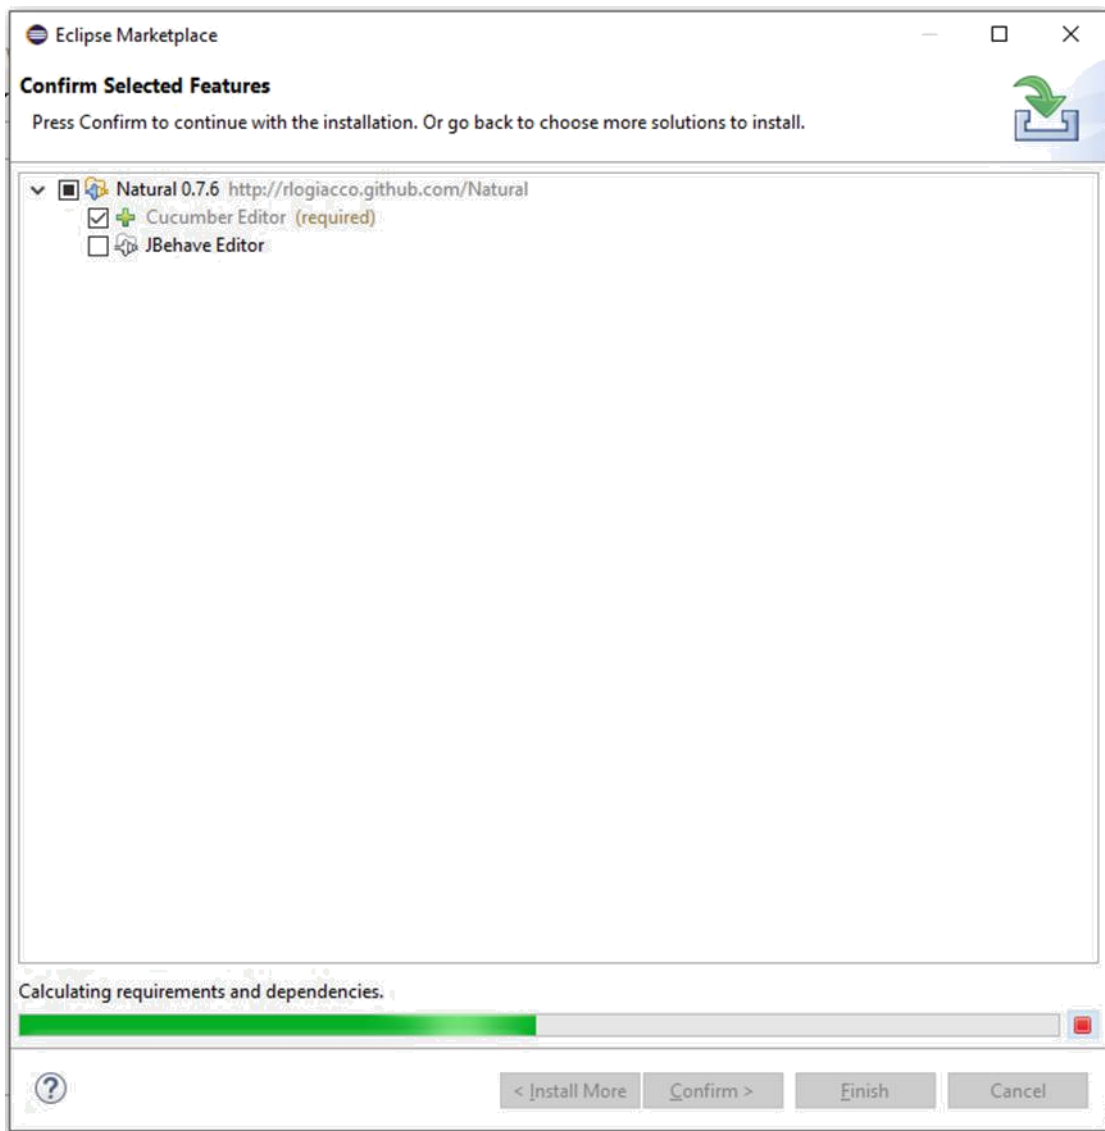 Eclipse Marketplace
Confirm Selected Features
Press Confirm to continue with the installation. Or go back to choose more solutions to install.
Natural 0.7.6 http://rlogiacco.github.com/Natural
Cucumber Editor (required)
JBehave Editor
Calculating requirements and dependencies.
? < Install More Confirm > Finish Cancel